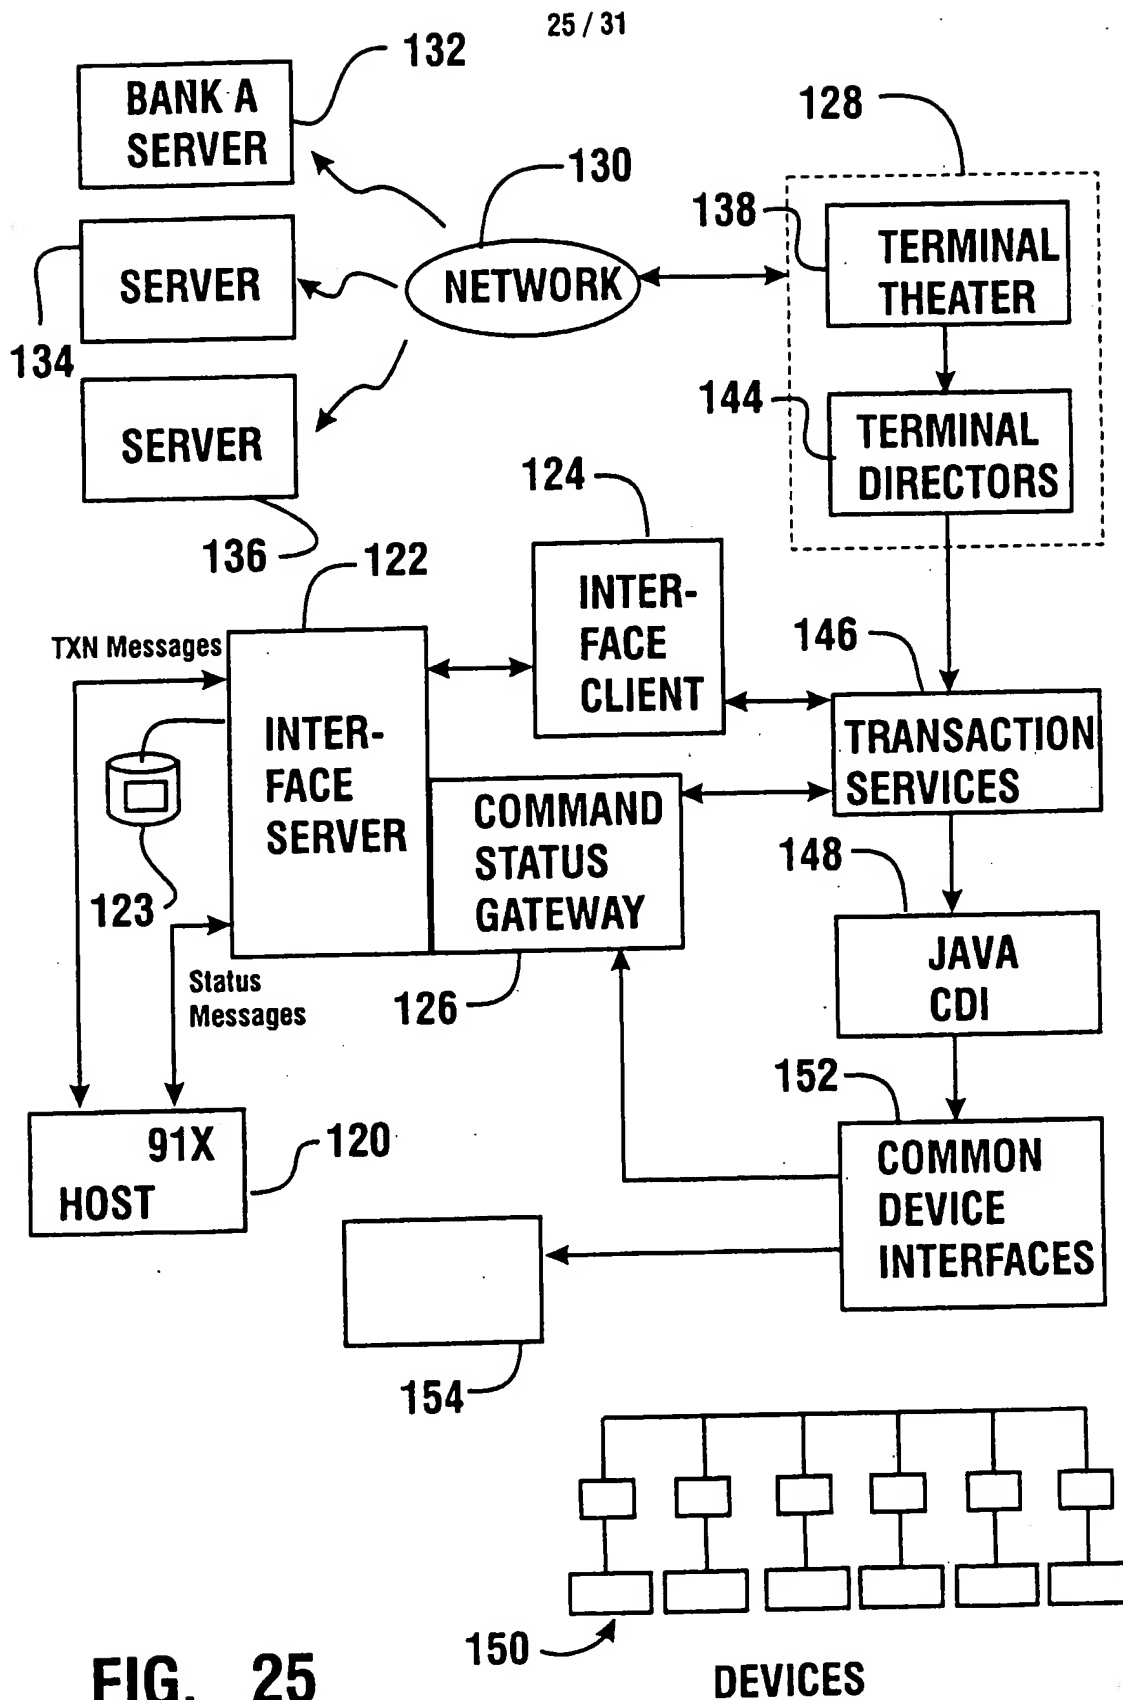 25 / 31
132
BANK A
SERVER
128
130
138
TERMINAL
THEATER
SERVER
NETWORK
134
144
TERMINAL
DIRECTORS
SERVER
124
136
122
INTER-
FACE
CLIENT
TXN Messages
146
INTER-
FACE
SERVER
TRANSACTION
SERVICES
COMMAND
STATUS
GATEWAY
148
123
JAVA
CDI
Status
Messages
126
152
91X
HOST
120
COMMON
DEVICE
INTERFACES
154
150
DEVICES
FIG. 25